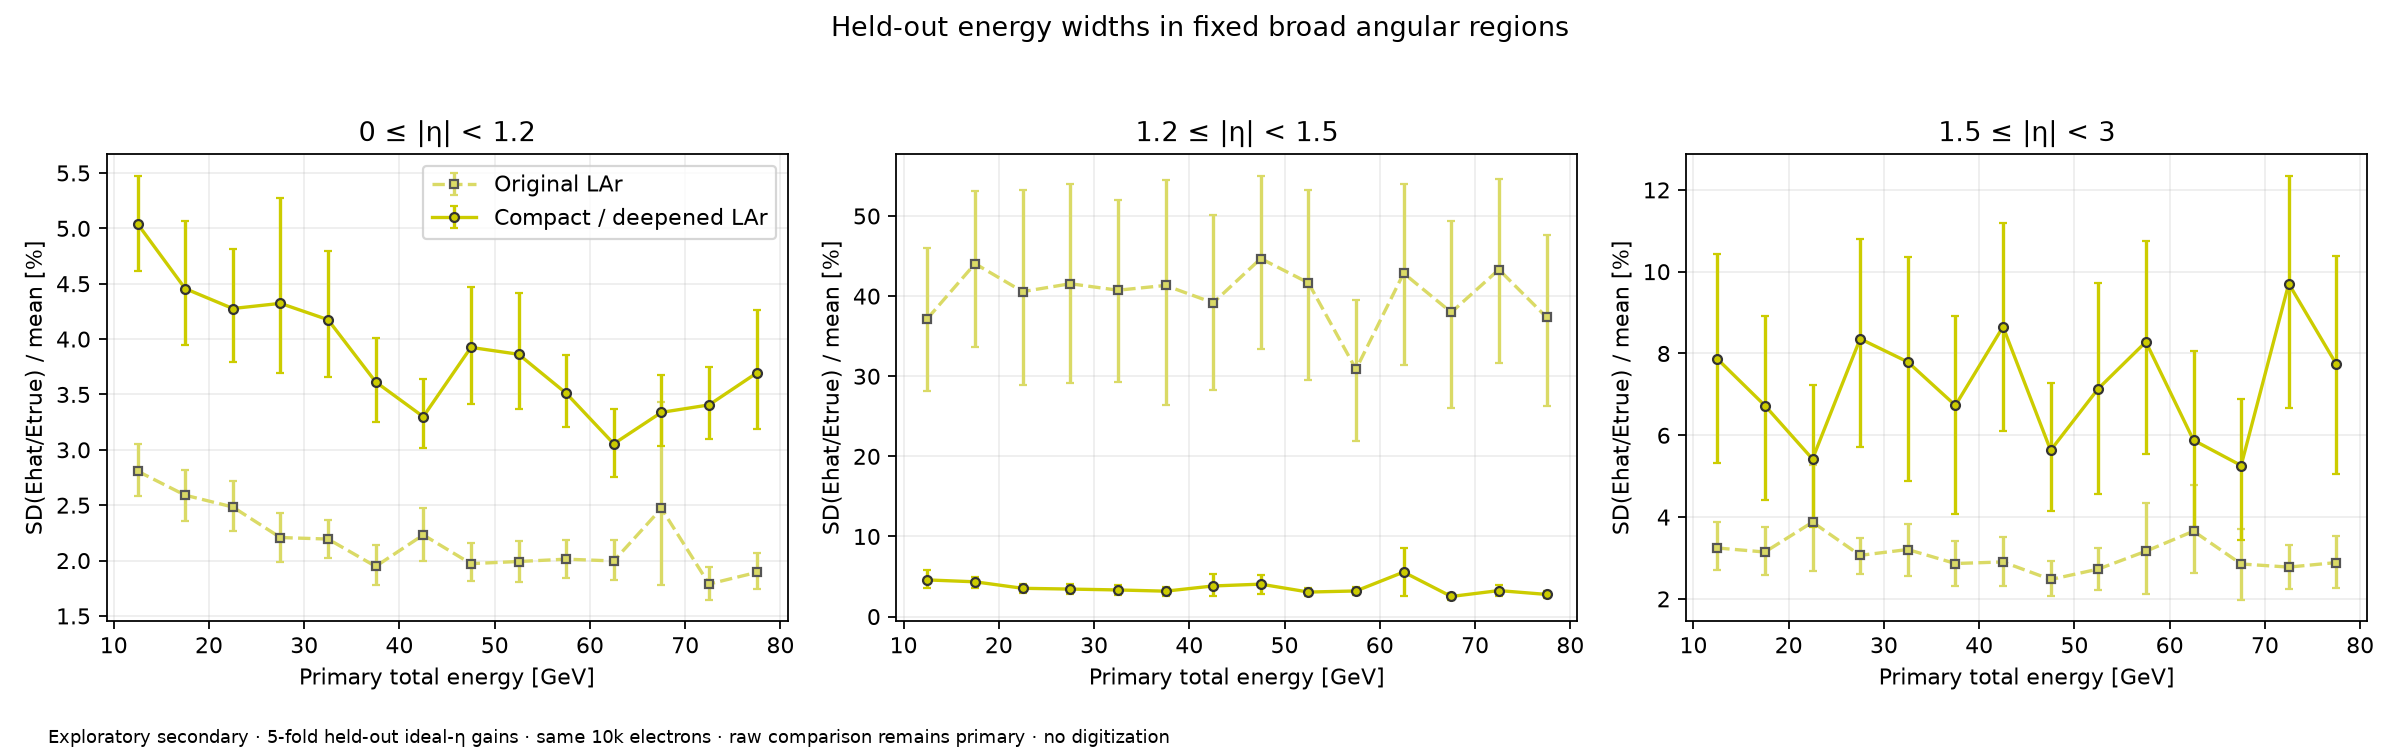 Held-out energy widths in fixed broad angular regions
0 ≤ |η| < 1.2
SD(Ehat/Etrue) / mean [%]
5.5
5.0
4.5
4.0
3.5
3.0
2.5
2.0
1.5
Original LAr
Compact / deepened LAr
10 20 30 40 50 60 70 80
Primary total energy [GeV]
1.2 ≤ |η| < 1.5
SD(Ehat/Etrue) / mean [%]
50
40
30
20
10
0
10 20 30 40 50 60 70 80
Primary total energy [GeV]
1.5 ≤ |η| < 3
SD(Ehat/Etrue) / mean [%]
12
10
8
6
4
2
10 20 30 40 50 60 70 80
Primary total energy [GeV]
Exploratory secondary · 5-fold held-out ideal-η gains · same 10k electrons · raw comparison remains primary · no digitization